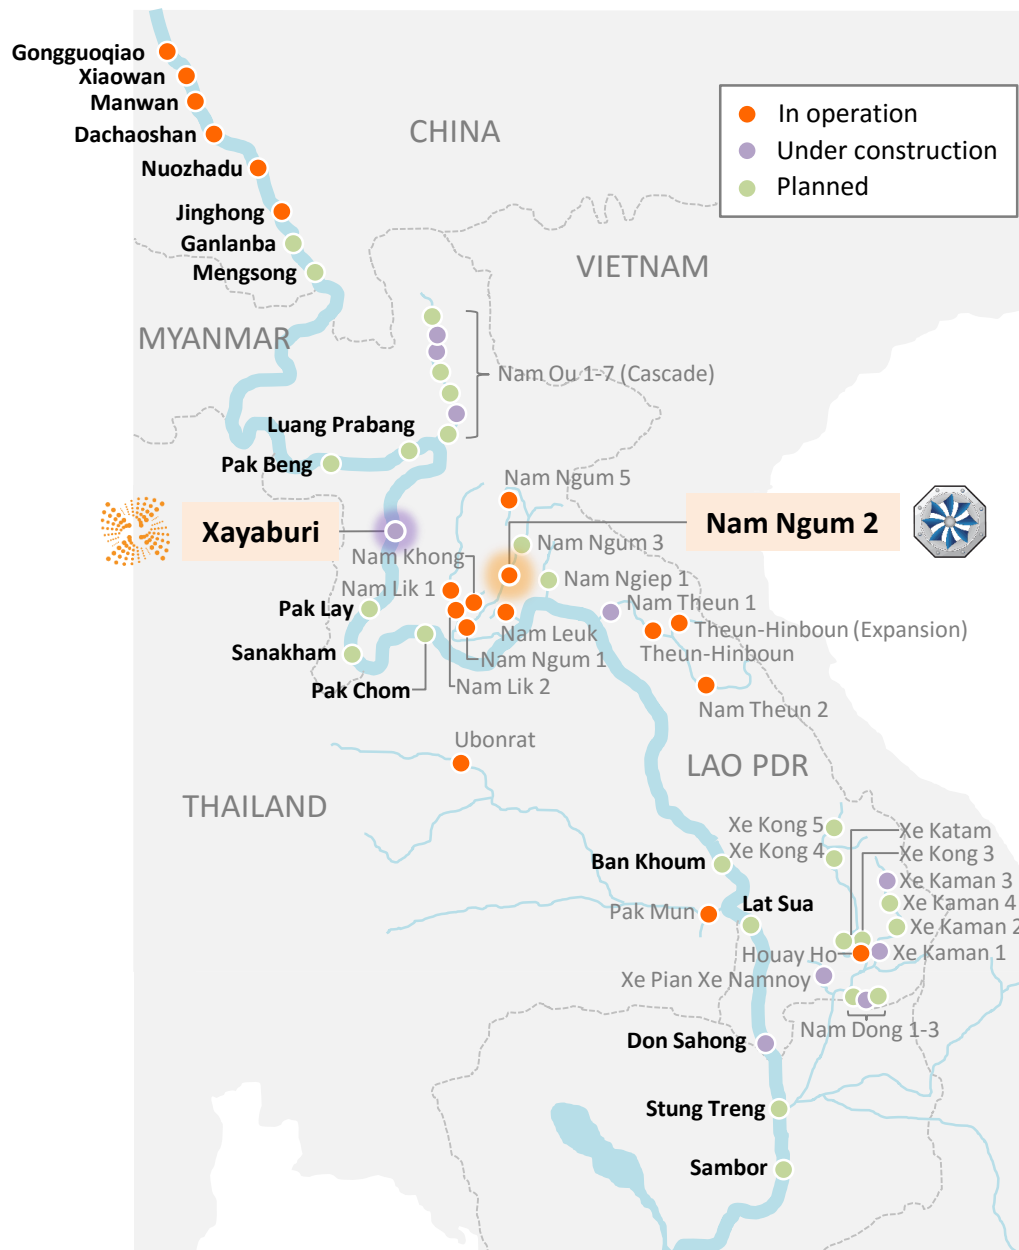 Gongguoqiao
Xiaowan
Manwan
CHINA
Dachaoshan
Nuozhadu
Jinghong
Ganlanba
Mengsong
In operation
Under construction
Planned
VIETNAM
MYANMAR
Nam Ou 1-7 (Cascade)
Luang Prabang
Pak Beng
Nam Ngum 5
Xayaburi
Nam Ngum 2
Nam Khong
Nam Ngum 3
Nam Lik 1
Nam Ngiep 1
Nam Theun 1
Pak Lay
Nam Leuk
Theun-Hinboun (Expansion)
Sanakham
Nam Ngum 1
Theun-Hinboun
Pak Chom
Nam Lik 2
Nam Theun 2
Ubonrat
LAO PDR
THAILAND
Xe Kong 5
Xe Katam
Ban Khoum
Xe Kong 4
Xe Kong 3
Xe Kaman 3
Pak Mun
Lat Sua
Xe Kaman 4
Xe Kaman 2
Houay Ho
Xe Kaman 1
Xe Pian Xe Namnoy
Nam Dong 1-3
Don Sahong
Stung Treng
Sambor